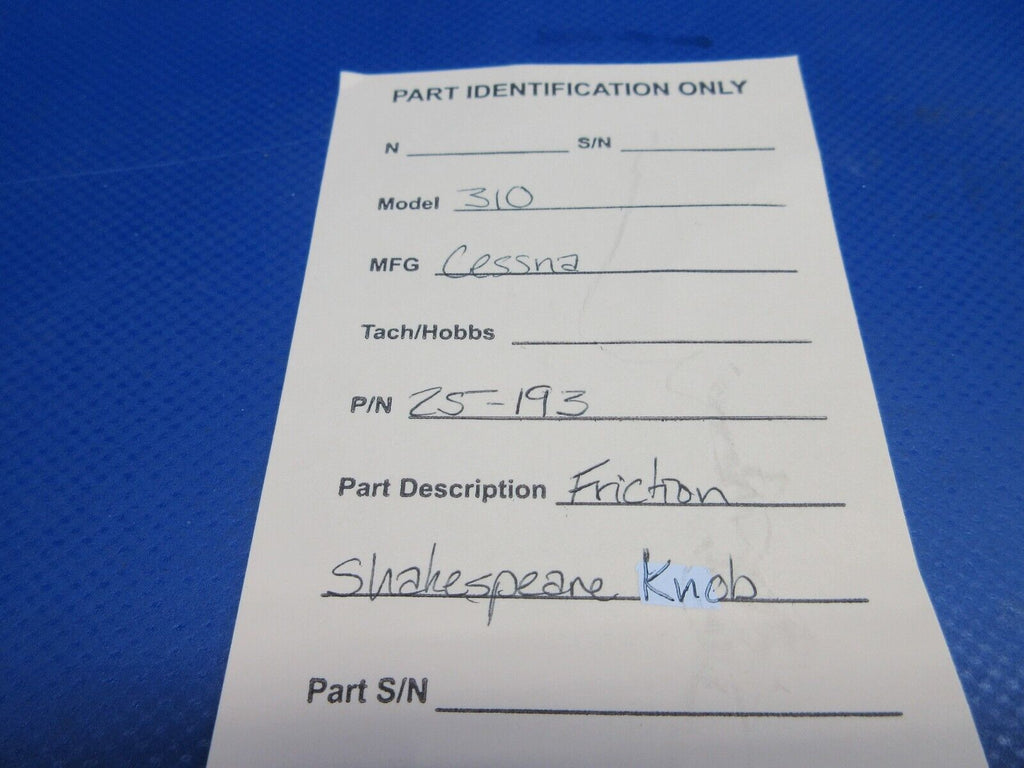 PART IDENTIFICATION ONLY
N S/N
Model 310
MFG Cessna
Tach/Hobbs
P/N 25-193
Part Description Friction
Shakespeare Knob
Part S/N